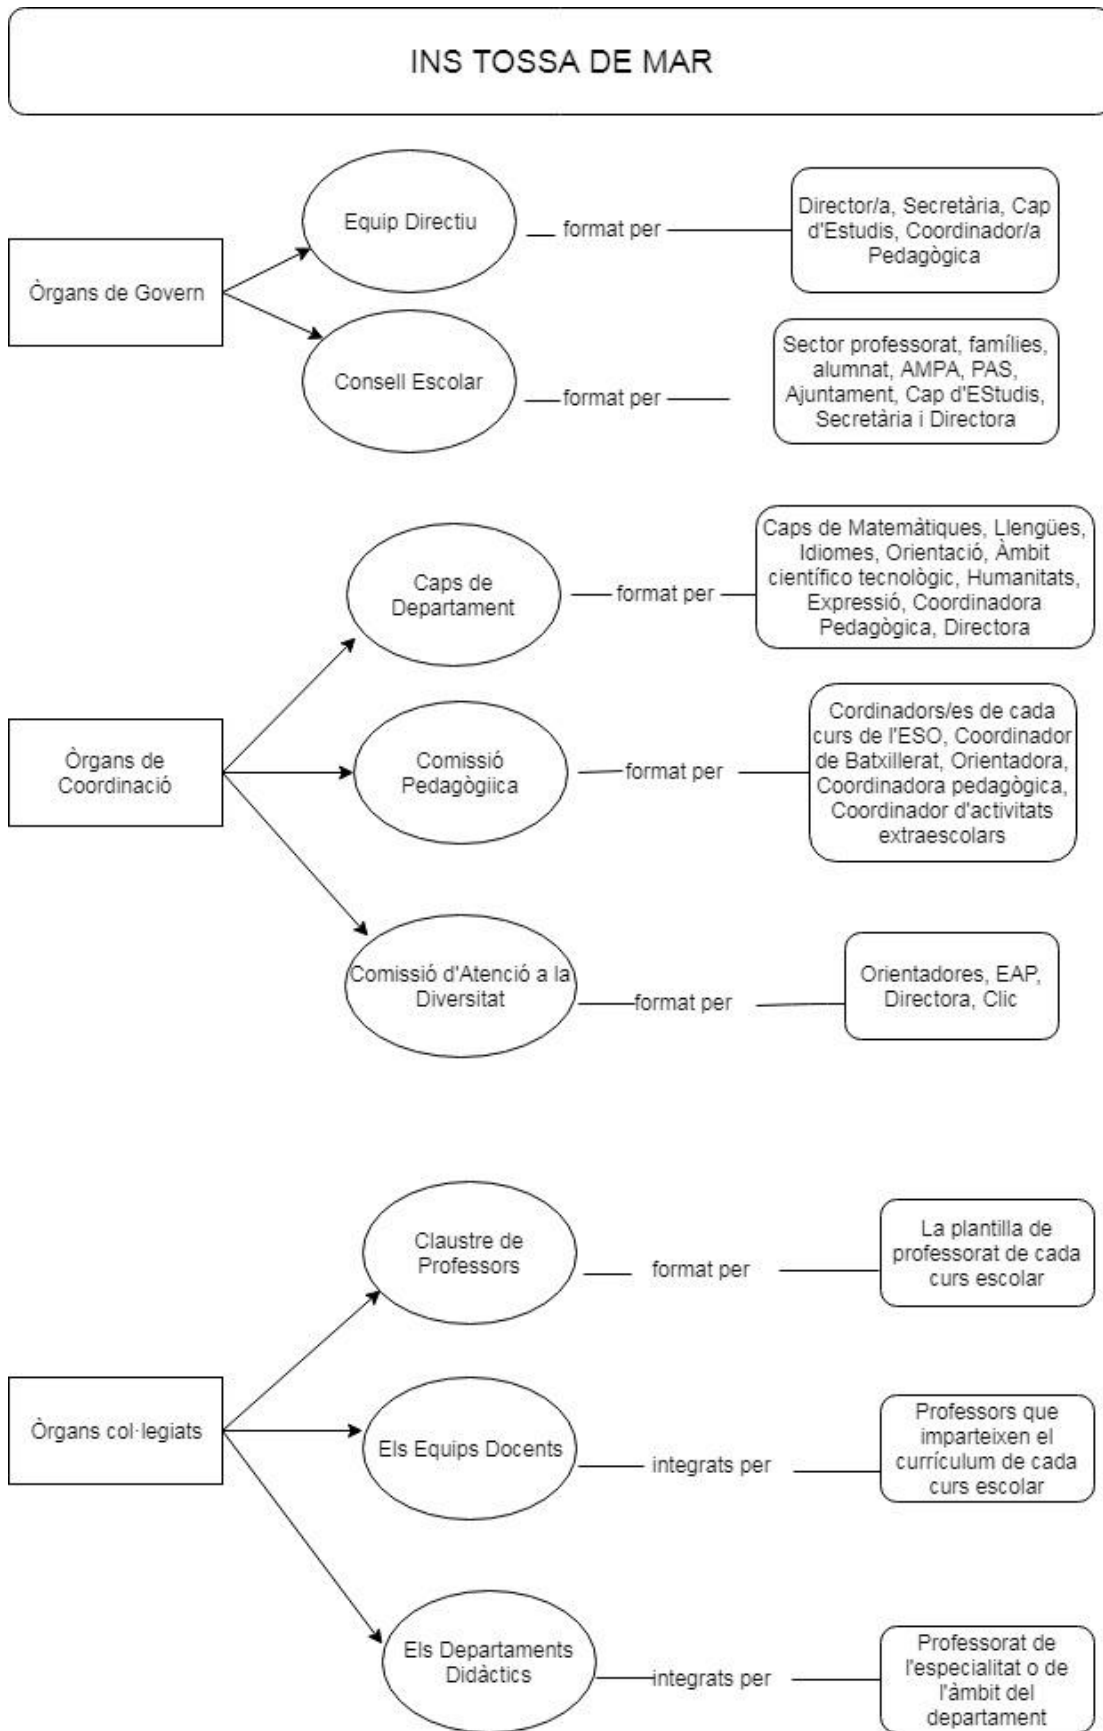 INS TOSSA DE MAR
Òrgans de Govern
Equip Directiu
format per
Director/a, Secretària, Cap
d'Estudis, Coordinador/a
Pedagògica
Consell Escolar
format per
Sector professorat, famílies,
alumnat, AMPA, PAS,
Ajuntament, Cap d'EStudis,
Secretària i Directora
Òrgans de
Coordinació
Caps de
Departament
format per
Caps de Matemàtiques, Llengües,
Idiomes, Orientació, Àmbit
científico tecnològic, Humanitats,
Expressió, Coordinadora
Pedagògica, Directora
Comissió
Pedagògiica
format per
Cordinadors/es de cada
curs de l'ESO, Coordinador
de Batxillerat, Orientadora,
Coordinadora pedagògica,
Coordinador d'activitats
extraescolars
Comissió d'Atenció a la
Diversitat
format per
Orientadores, EAP,
Directora, Clic
Òrgans col·legiats
Claustre de
Professors
format per
La plantilla de
professorat de cada
curs escolar
Els Equips Docents
integrats per
Professors que
imparteixen el
currículum de cada
curs escolar
Els Departaments
Didàctics
integrats per
Professorat de
l'especialitat o de
l'àmbit del
departament